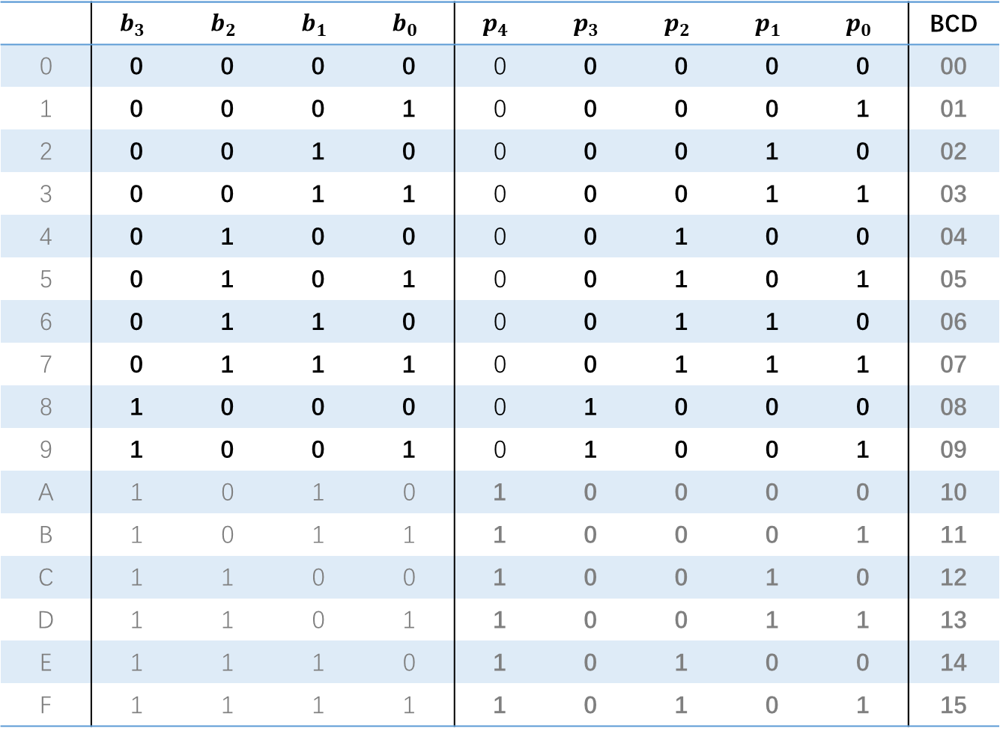 b₃ b₂ b₁ b₀ p₄ p₃ p₂ p₁ p₀ BCD
0 0 0 0 0 0 0 0 0 0 00
1 0 0 0 1 0 0 0 0 1 01
2 0 0 1 0 0 0 0 1 0 02
3 0 0 1 1 0 0 0 1 1 03
4 0 1 0 0 0 0 1 0 0 04
5 0 1 0 1 0 0 1 0 1 05
6 0 1 1 0 0 0 1 1 0 06
7 0 1 1 1 0 0 1 1 1 07
8 1 0 0 0 0 1 0 0 0 08
9 1 0 0 1 0 1 0 0 1 09
A 1 0 1 0 1 0 0 0 0 10
B 1 0 1 1 1 0 0 0 1 11
C 1 1 0 0 1 0 0 1 0 12
D 1 1 0 1 1 0 0 1 1 13
E 1 1 1 0 1 0 1 0 0 14
F 1 1 1 1 1 0 1 0 1 15